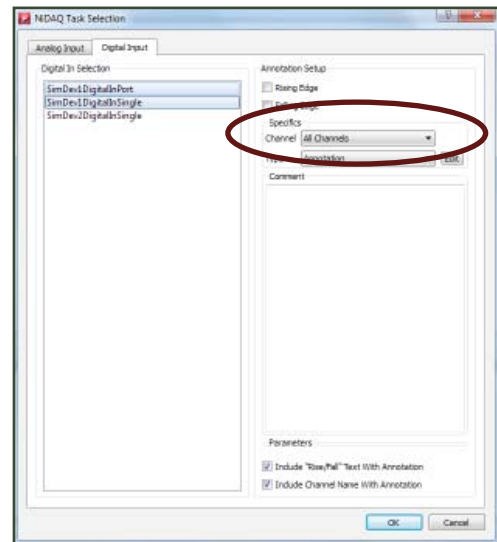 NIDAQ Task Selection
Analog Input Digital Input
Digital In Selection
SimDev1DigitalInPort
SimDev1DigitalInSingle
SimDev2DigitalInSingle
Annotation Setup
Rising Edge
Falling Edge
Specifics
Channel All Channels
Annotation Edit
Comment
Parameters
Include "Rise/Fall" Text With Annotation
Include Channel Name With Annotation
OK Cancel